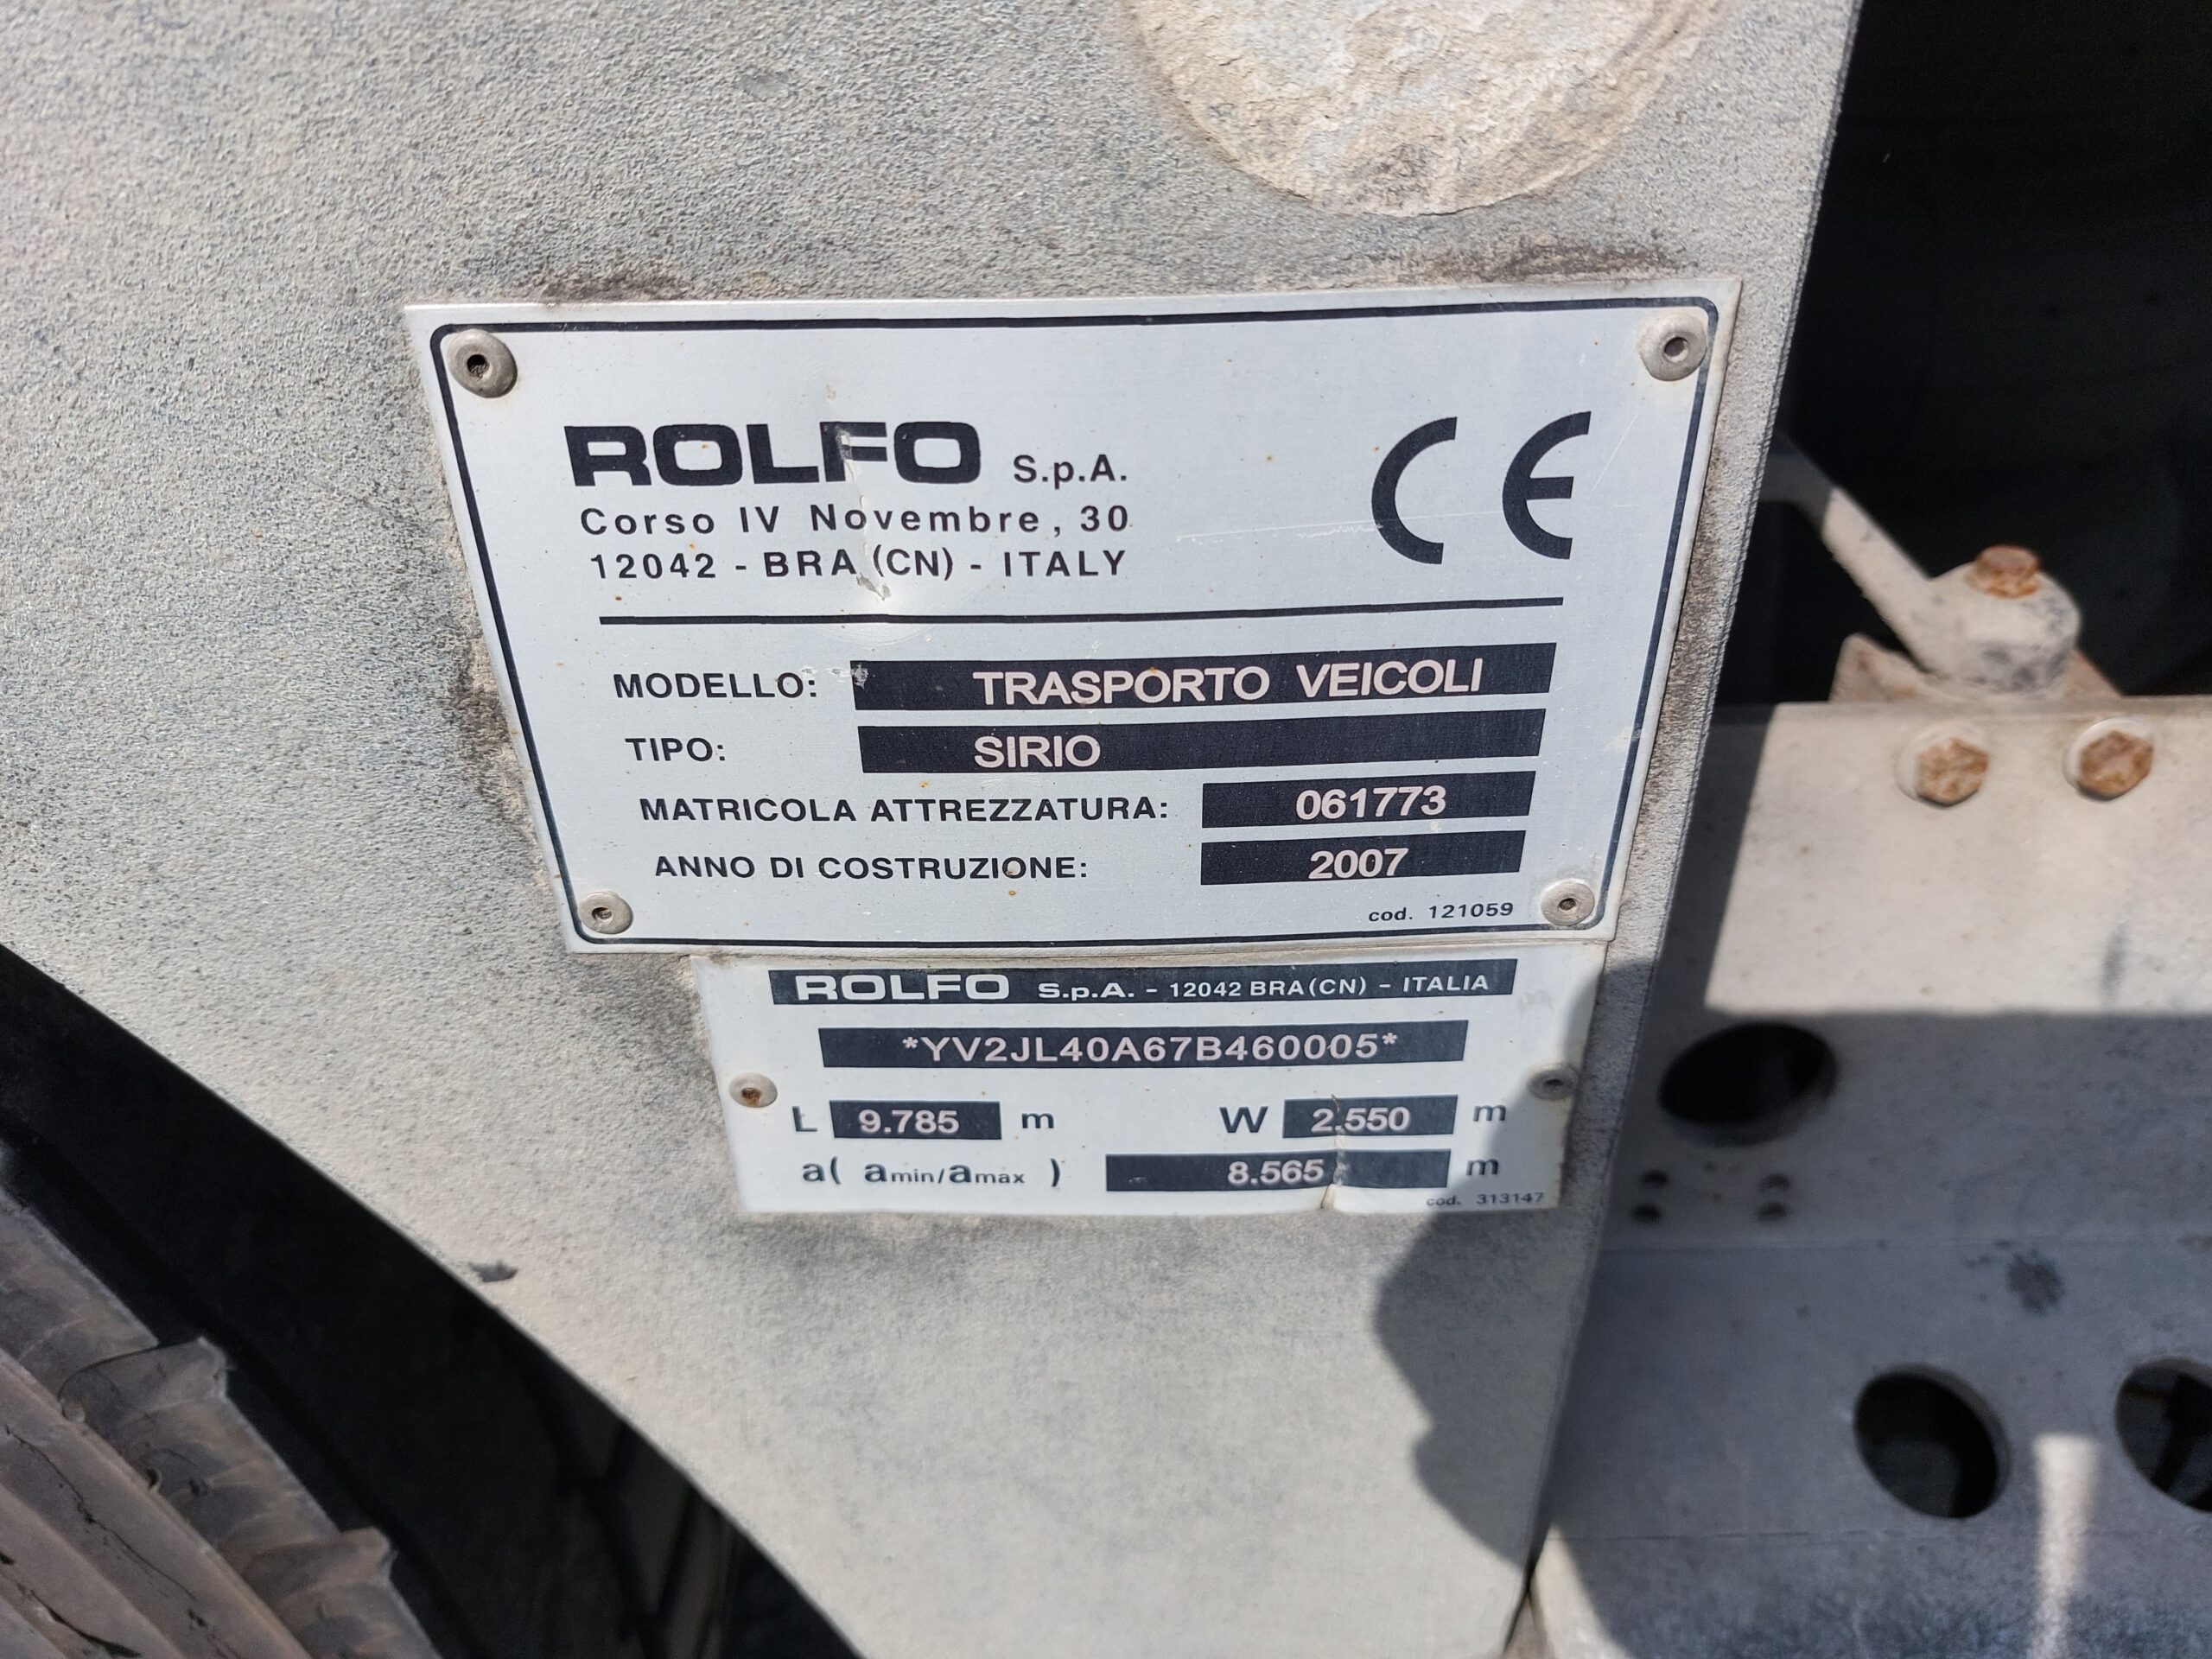 ROLFO S.p.A.
Corso IV Novembre, 30
12042 - BRA (CN) - ITALY
CE
MODELLO: TRASPORTO VEICOLI
TIPO: SIRIO
MATRICOLA ATTREZZATURA: 061773
ANNO DI COSTRUZIONE: 2007
cod. 121059
ROLFO S.p.A. - 12042 BRA (CN) - ITALIA
*YV2JL40A67B460005*
L 9.785 m W 2.550 m
a( amin/amax ) 8.565 m
cod. 313147